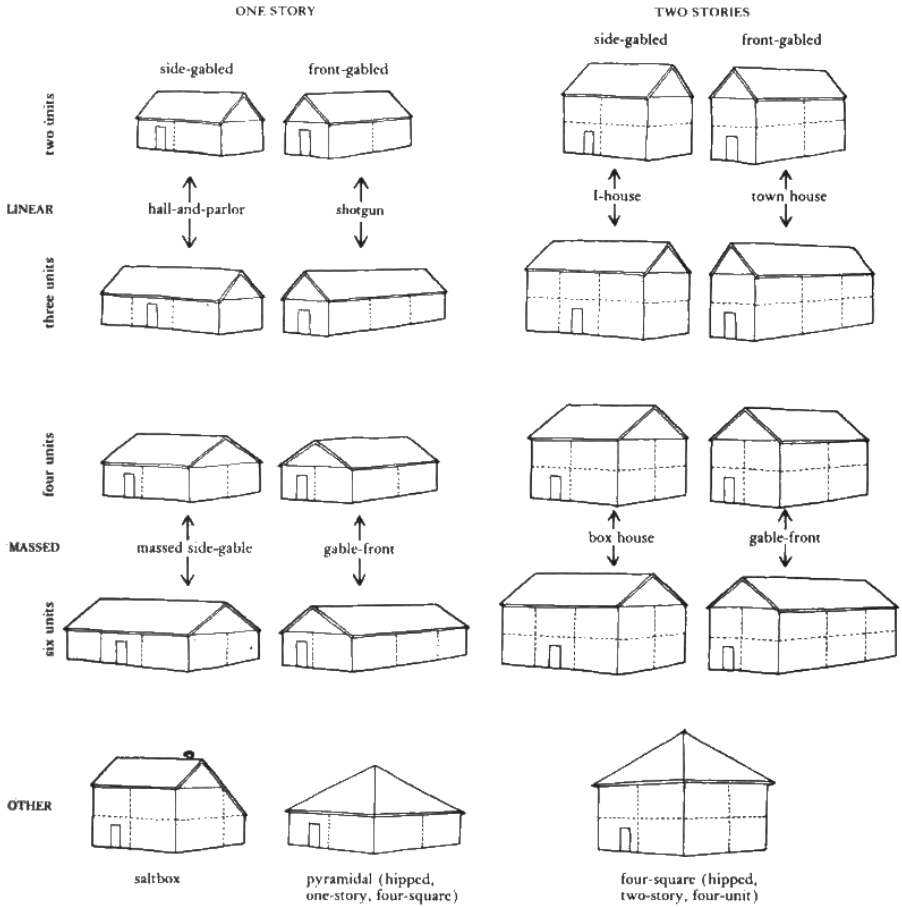 ONE STORY
TWO STORIES
side-gabled
front-gabled
side-gabled
front-gabled
two units
LINEAR
hall-and-parlor
shotgun
I-house
town house
three units
four units
MASSED
massed side-gable
gable-front
box house
gable-front
six units
OTHER
saltbox
pyramidal (hipped,
one-story, four-square)
four-square (hipped,
two-story, four-unit)